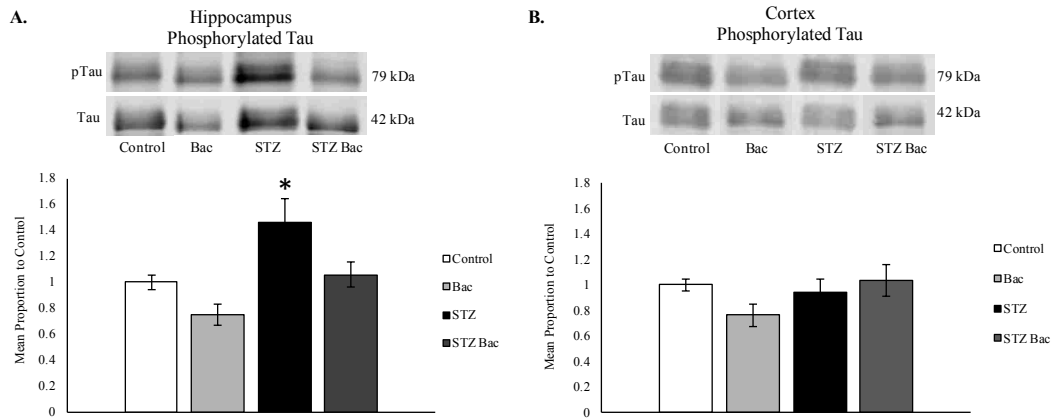 A.
Hippocampus
Phosphorylated Tau
pTau
79 kDa
Tau
42 kDa
Control Bac STZ STZ Bac
Mean Proportion to Control
1.8
1.6
1.4
1.2
1
0.8
0.6
0.4
0.2
0
*
Control
Bac
STZ
STZ Bac
B.
Cortex
Phosphorylated Tau
pTau
79 kDa
Tau
42 kDa
Control Bac STZ STZ Bac
Mean Proportion to Control
1.8
1.6
1.4
1.2
1
0.8
0.6
0.4
0.2
0
Control
Bac
STZ
STZ Bac